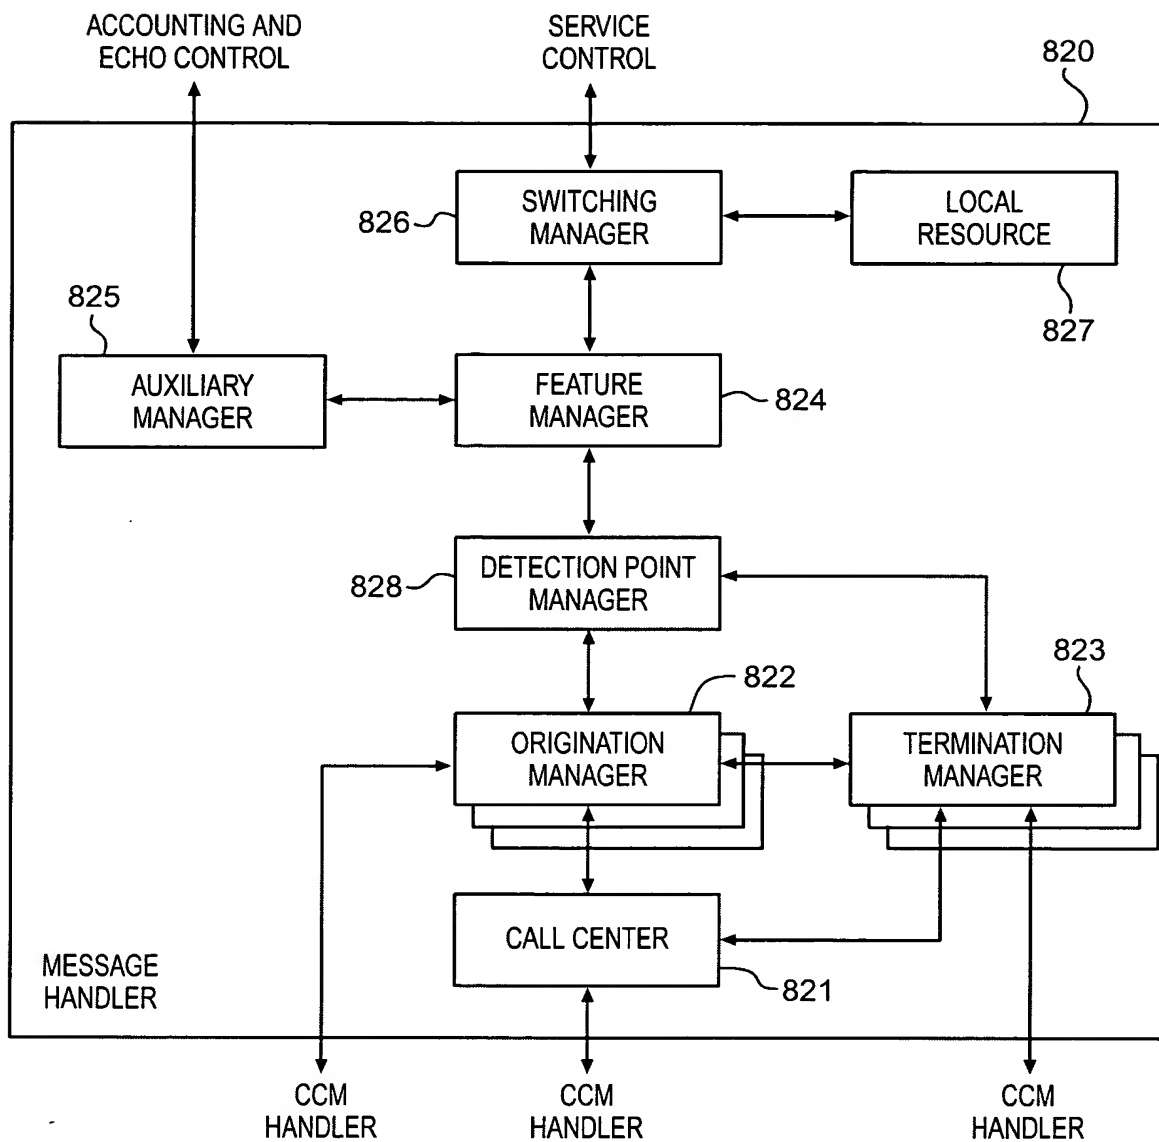 ACCOUNTING AND
ECHO CONTROL
SERVICE
CONTROL
820
SWITCHING
MANAGER
826
LOCAL
RESOURCE
827
825
AUXILIARY
MANAGER
FEATURE
MANAGER
824
DETECTION POINT
MANAGER
828
822
823
ORIGINATION
MANAGER
TERMINATION
MANAGER
CALL CENTER
821
MESSAGE
HANDLER
CCM
HANDLER
CCM
HANDLER
CCM
HANDLER